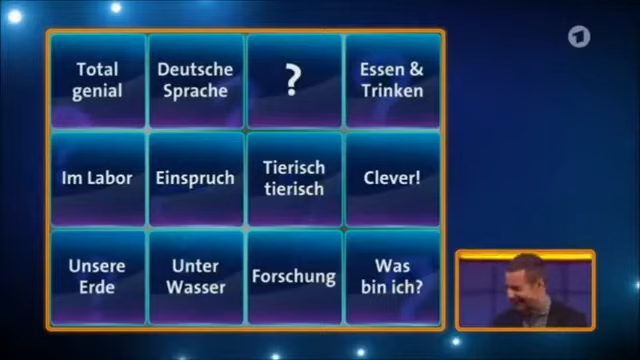 Total
genial
Deutsche
Sprache
?
Essen &
Trinken
Im Labor
Einspruch
Tierisch
tierisch
Clever!
Unsere
Erde
Unter
Wasser
Forschung
Was
bin ich?
1